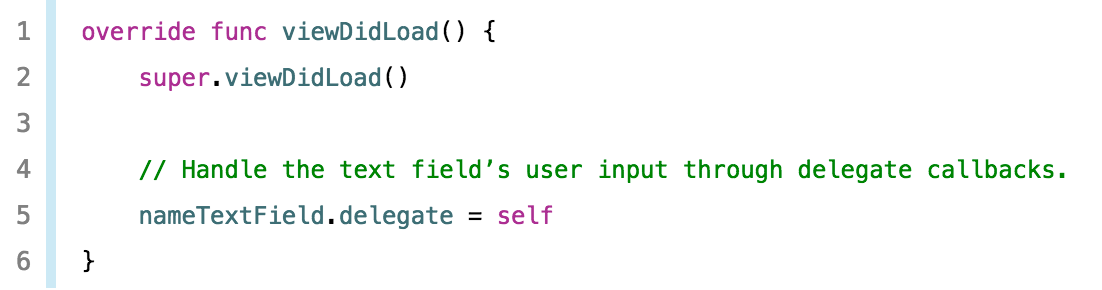 1 override func viewDidLoad() {
2     super.viewDidLoad()
3
4     // Handle the text field’s user input through delegate callbacks.
5     nameTextField.delegate = self
6 }